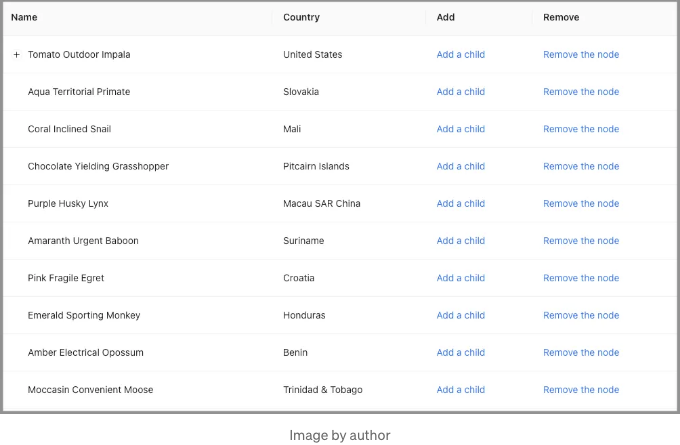 Name Country Add Remove
+ Tomato Outdoor Impala United States Add a child Remove the node
Aqua Territorial Primate Slovakia Add a child Remove the node
Coral Inclined Snail Mali Add a child Remove the node
Chocolate Yielding Grasshopper Pitcairn Islands Add a child Remove the node
Purple Husky Lynx Macau SAR China Add a child Remove the node
Amaranth Urgent Baboon Suriname Add a child Remove the node
Pink Fragile Egret Croatia Add a child Remove the node
Emerald Sporting Monkey Honduras Add a child Remove the node
Amber Electrical Opossum Benin Add a child Remove the node
Moccasin Convenient Moose Trinidad & Tobago Add a child Remove the node
Image by author